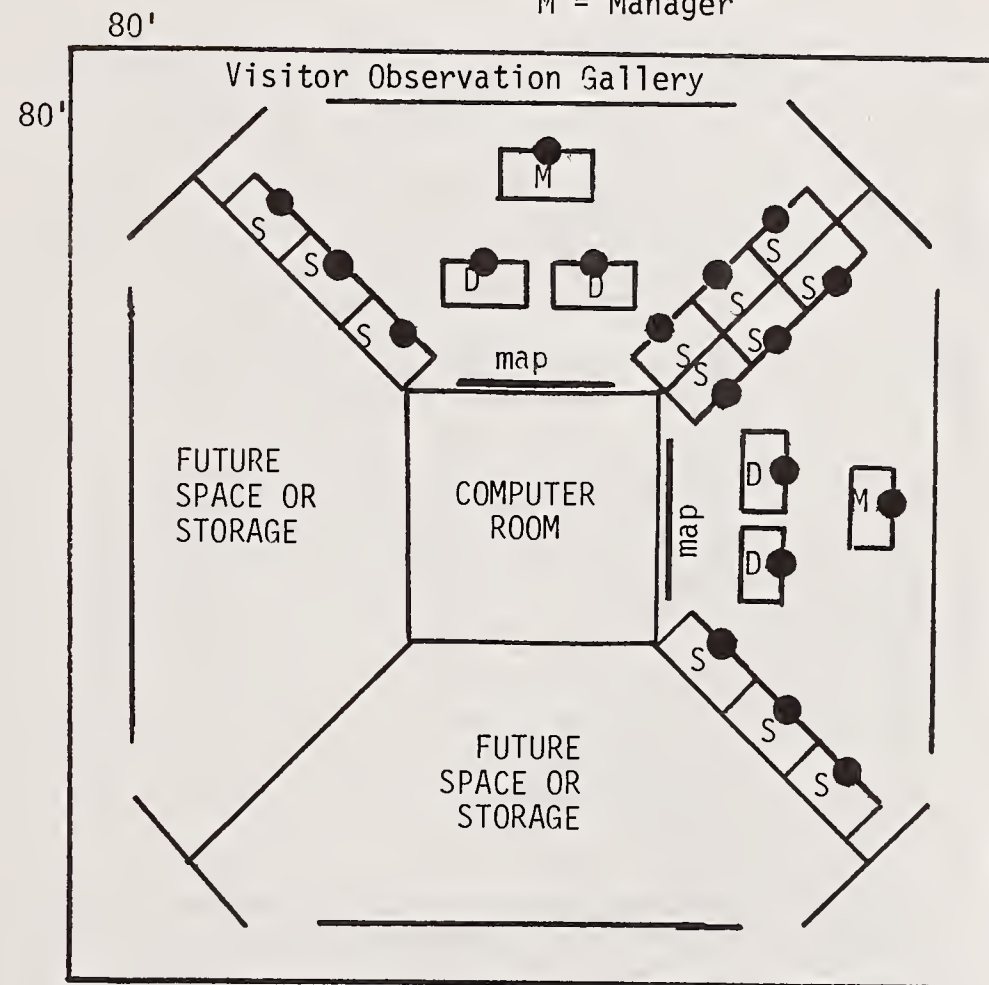 M = Manager
80'
80'
Visitor Observation Gallery
M
S
S
S
D
D
S
S
S
S
S
S
map
FUTURE
SPACE OR
STORAGE
COMPUTER
ROOM
map
D
M
D
S
S
S
FUTURE
SPACE OR
STORAGE